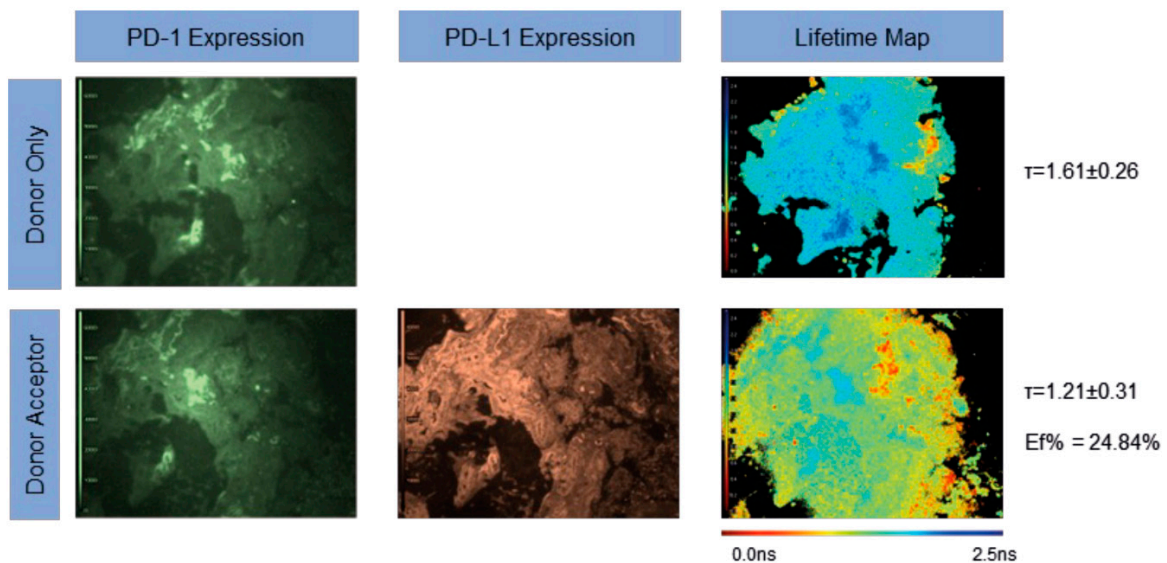 PD-1 Expression
PD-L1 Expression
Lifetime Map
Donor Only
τ=1.61±0.26
Donor Acceptor
τ=1.21±0.31
Ef% = 24.84%
0.0ns
2.5ns